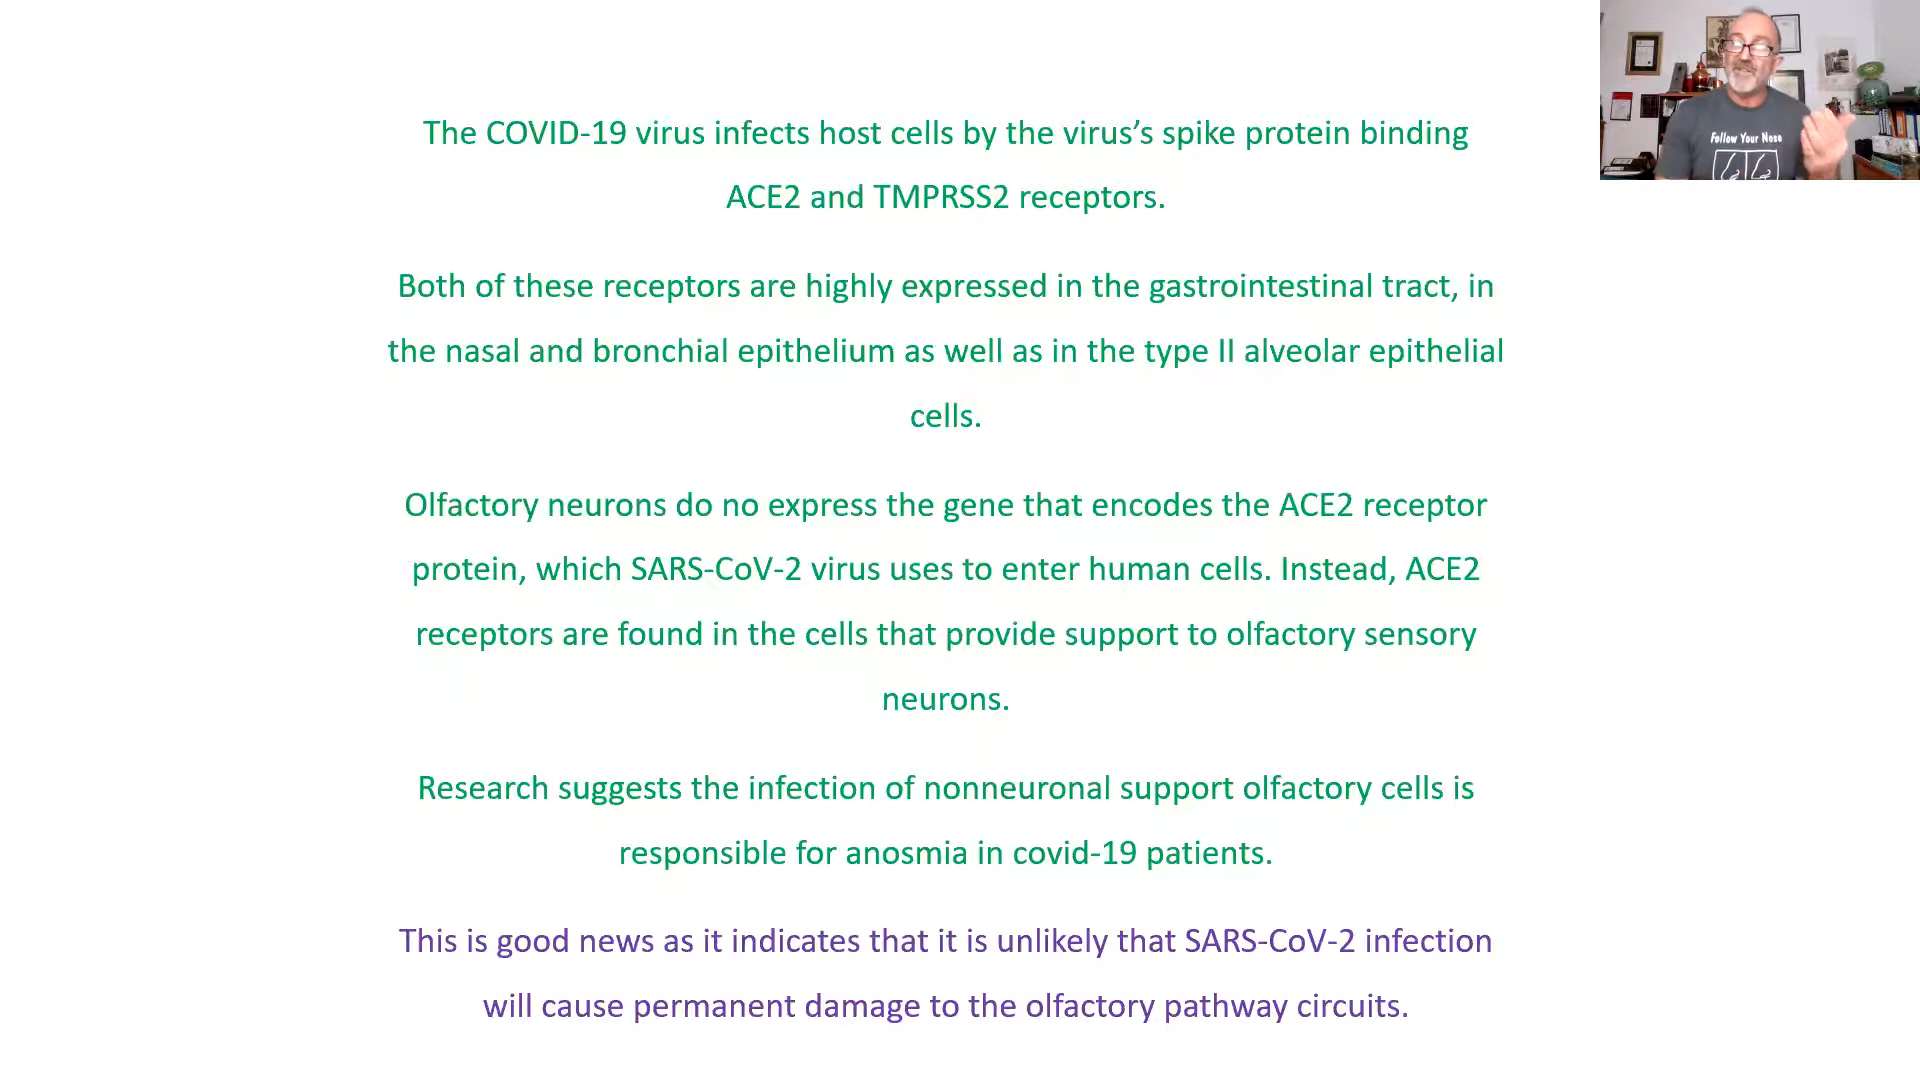 The COVID-19 virus infects host cells by the virus’s spike protein binding
ACE2 and TMPRSS2 receptors.
Both of these receptors are highly expressed in the gastrointestinal tract, in
the nasal and bronchial epithelium as well as in the type II alveolar epithelial
cells.
Olfactory neurons do no express the gene that encodes the ACE2 receptor
protein, which SARS-CoV-2 virus uses to enter human cells. Instead, ACE2
receptors are found in the cells that provide support to olfactory sensory
neurons.
Research suggests the infection of nonneuronal support olfactory cells is
responsible for anosmia in covid-19 patients.
This is good news as it indicates that it is unlikely that SARS-CoV-2 infection
will cause permanent damage to the olfactory pathway circuits.
Follow Your Nose